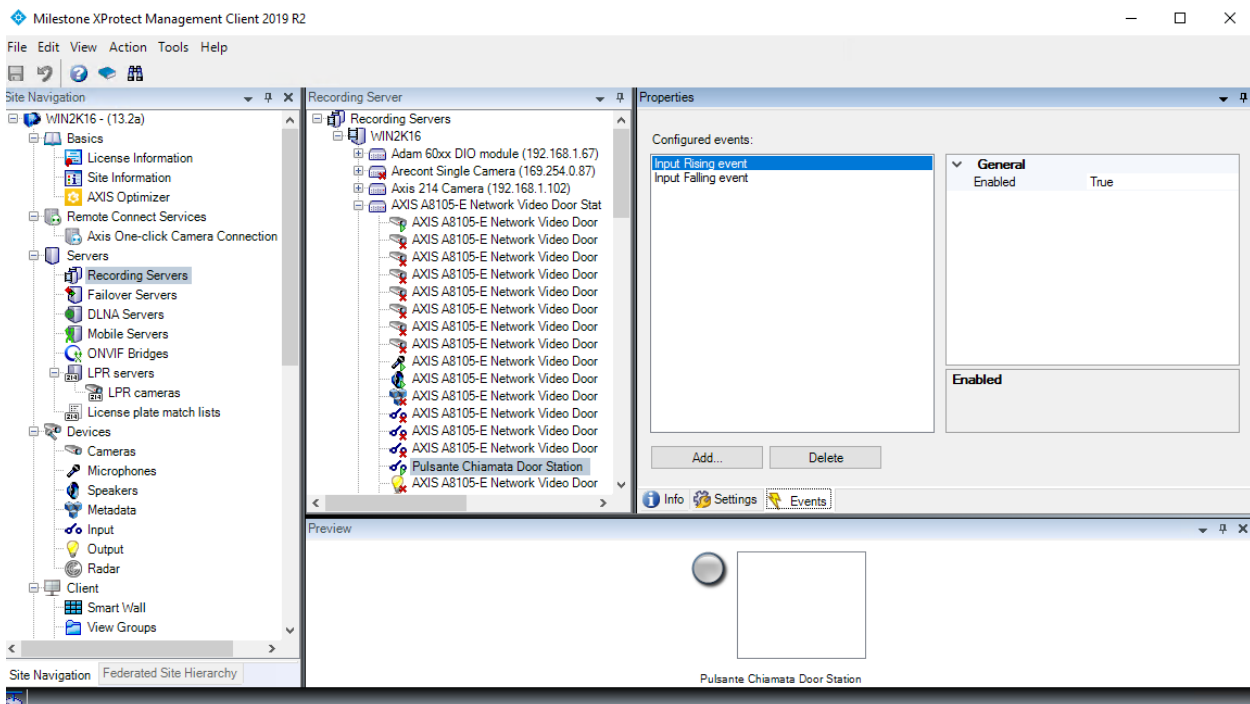 Milestone XProtect Management Client 2019 R2
File Edit View Action Tools Help
Site Navigation
WIN2K16 - (13.2a)
Basics
License Information
Site Information
AXIS Optimizer
Remote Connect Services
Axis One-click Camera Connection
Servers
Recording Servers
Failover Servers
DLNA Servers
Mobile Servers
ONVIF Bridges
LPR servers
LPR cameras
License plate match lists
Devices
Cameras
Microphones
Speakers
Metadata
Input
Output
Radar
Client
Smart Wall
View Groups
Site Navigation Federated Site Hierarchy
Recording Server
Recording Servers
WIN2K16
Adam 60xx DIO module (192.168.1.67)
Arecont Single Camera (169.254.0.87)
Axis 214 Camera (192.168.1.102)
AXIS A8105-E Network Video Door Stat
AXIS A8105-E Network Video Door
AXIS A8105-E Network Video Door
AXIS A8105-E Network Video Door
AXIS A8105-E Network Video Door
AXIS A8105-E Network Video Door
AXIS A8105-E Network Video Door
AXIS A8105-E Network Video Door
AXIS A8105-E Network Video Door
AXIS A8105-E Network Video Door
AXIS A8105-E Network Video Door
AXIS A8105-E Network Video Door
AXIS A8105-E Network Video Door
AXIS A8105-E Network Video Door
AXIS A8105-E Network Video Door
Pulsante Chiamata Door Station
AXIS A8105-E Network Video Door
Properties
Configured events:
Input Rising event
Input Falling event
General
Enabled True
Enabled
Add... Delete
Info Settings Events
Preview
Pulsante Chiamata Door Station